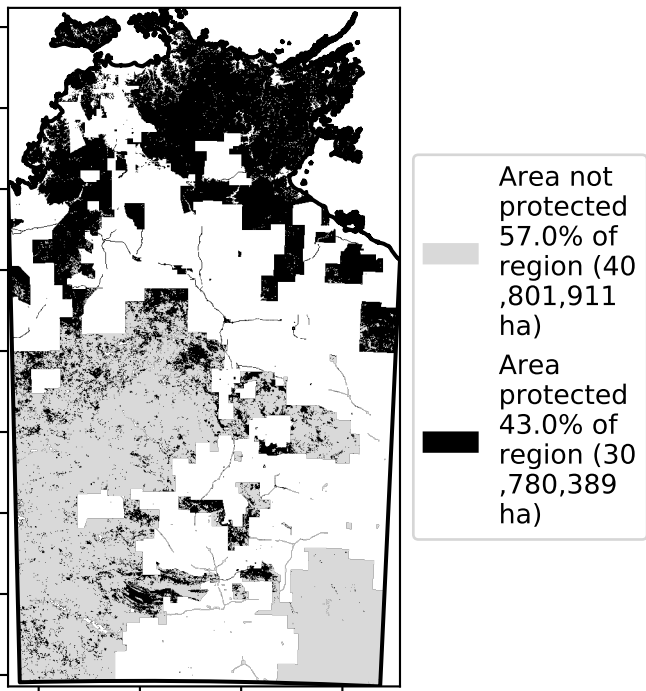 Area not
protected
57.0% of
region (40
,801,911
ha)
Area
protected
43.0% of
region (30
,780,389
ha)